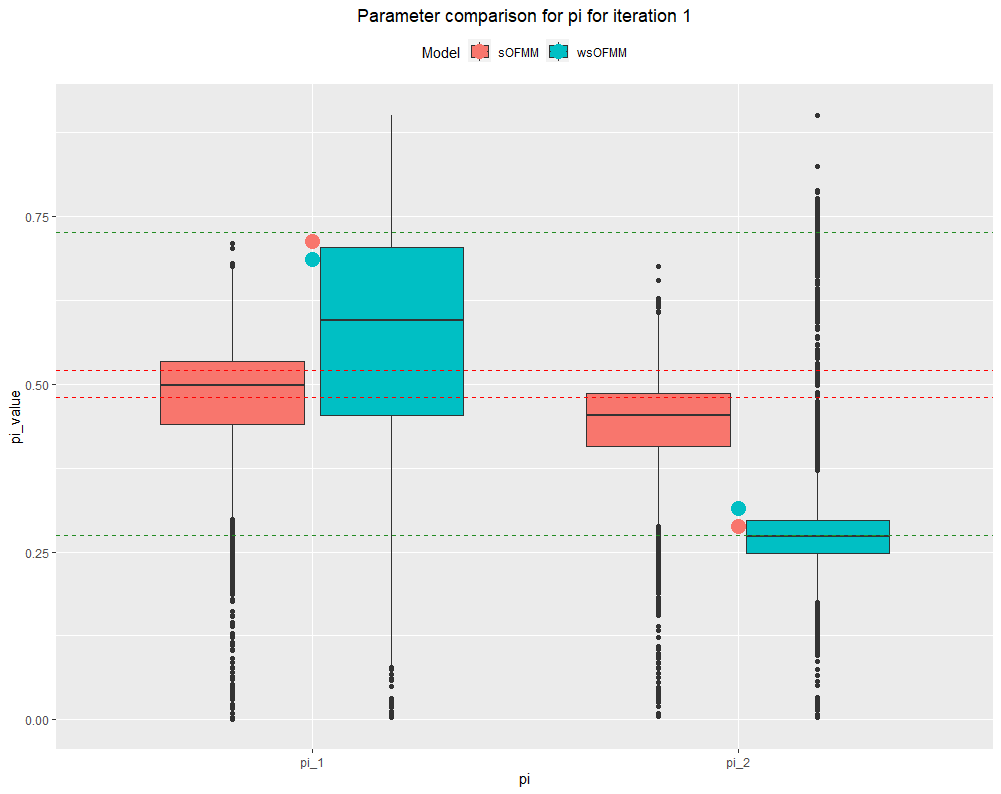 Parameter comparison for pi for iteration 1
Model sOFMM wsOFMM
pi_value
0.75
0.50
0.25
0.00
pi_1 pi_2
pi